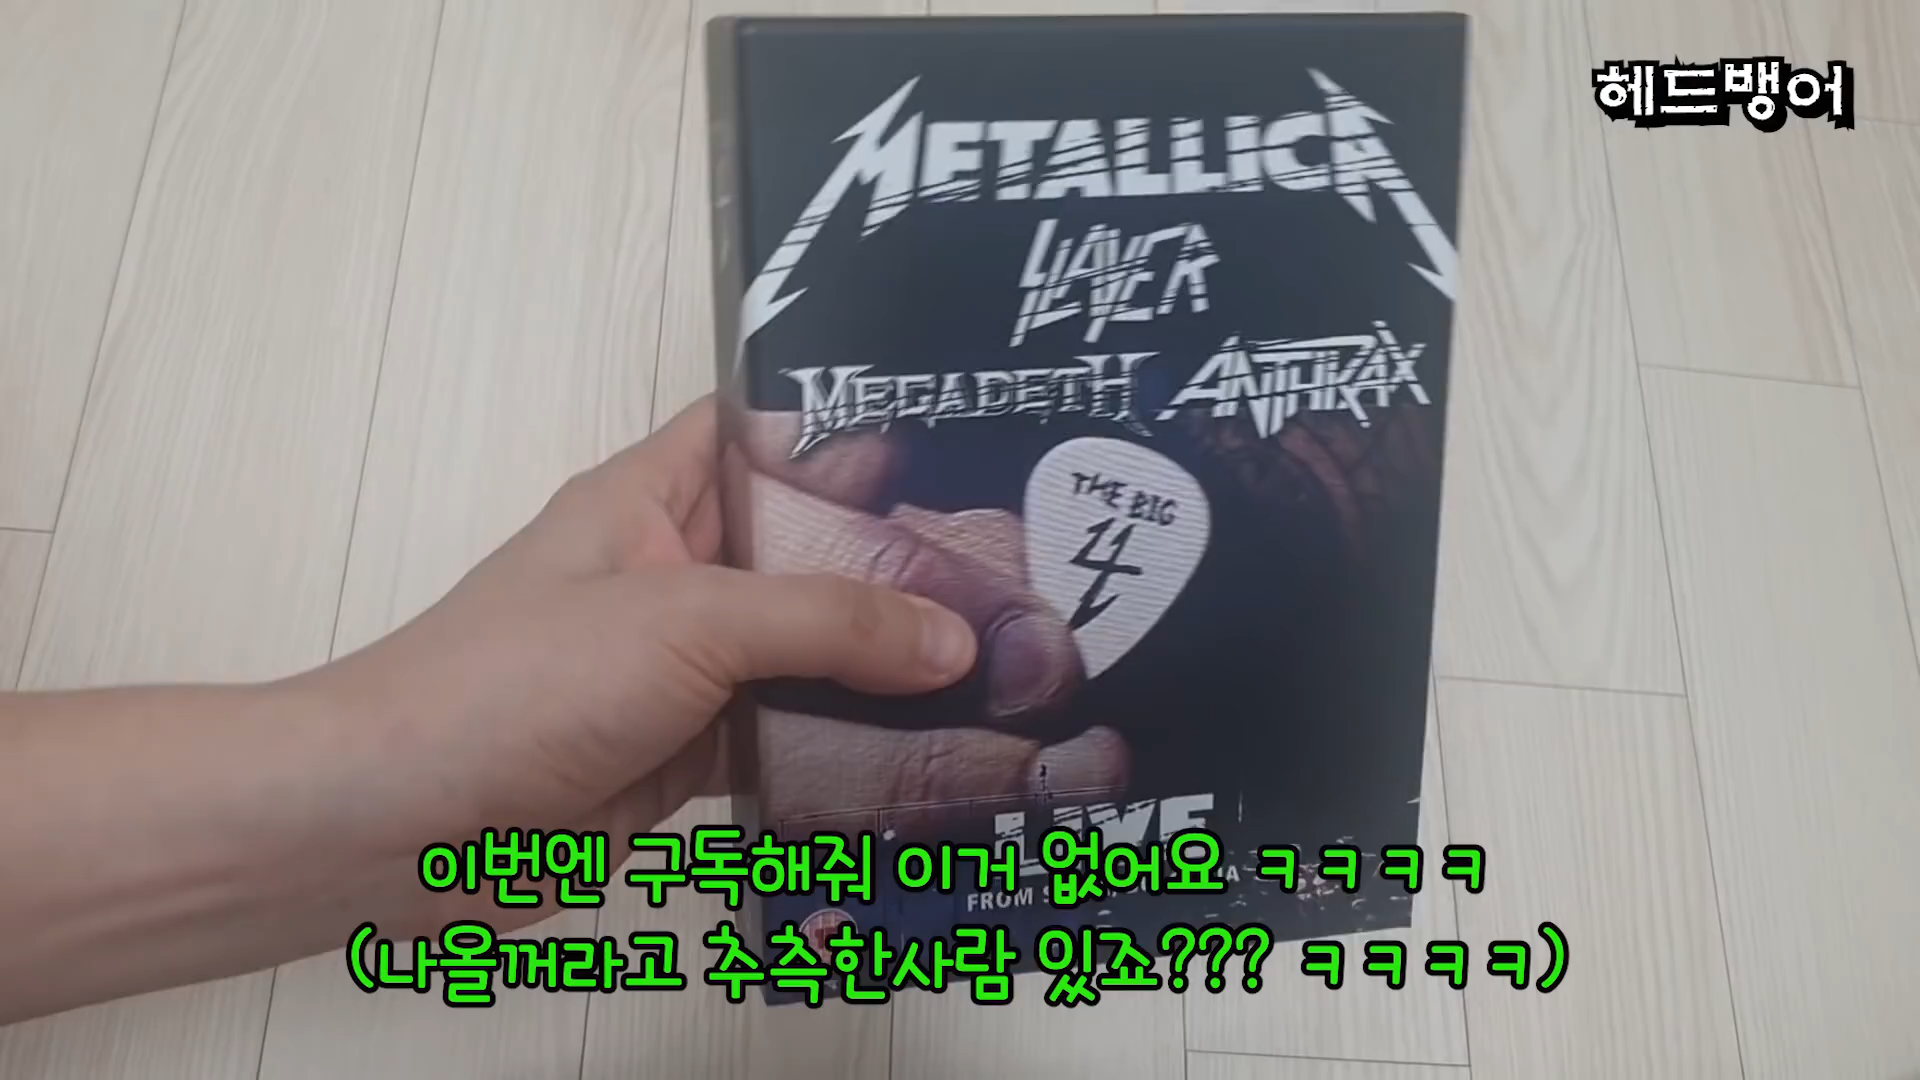 헤드뱅어
METALLICA
SLAYER
MEGADETH ANTHRAX
THE BIG
4
LIVE
이번엔 구독해줘 이거 없어요 ㅋㅋㅋㅋ
FROM
(나올꺼라고 추측한사람 있죠??? ㅋㅋㅋㅋ)